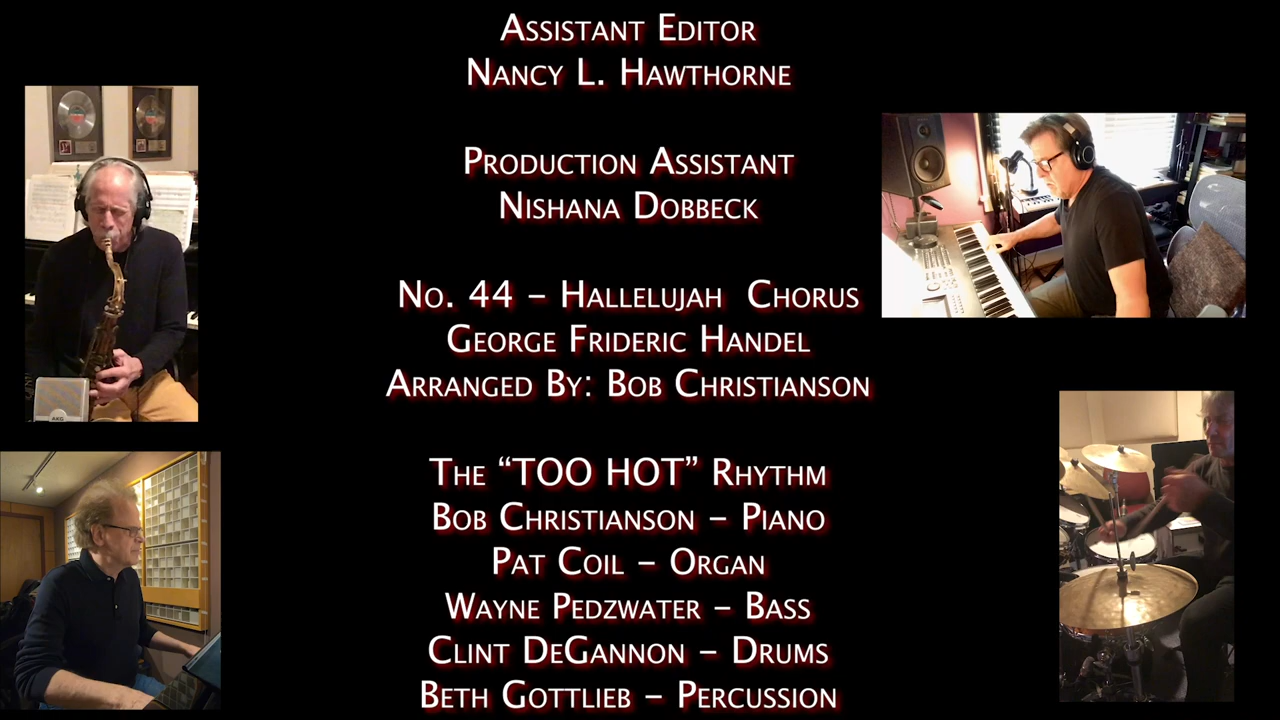 Assistant Editor
Nancy L. Hawthorne
Production Assistant
Nishana Dobbeck
No. 44 – Hallelujah Chorus
George Frideric Handel
Arranged By: Bob Christianson
The “TOO HOT” Rhythm
Bob Christianson – Piano
Pat Coil – Organ
Wayne Pedzwater – Bass
Clint DeGannon – Drums
Beth Gottlieb – Percussion
AKG